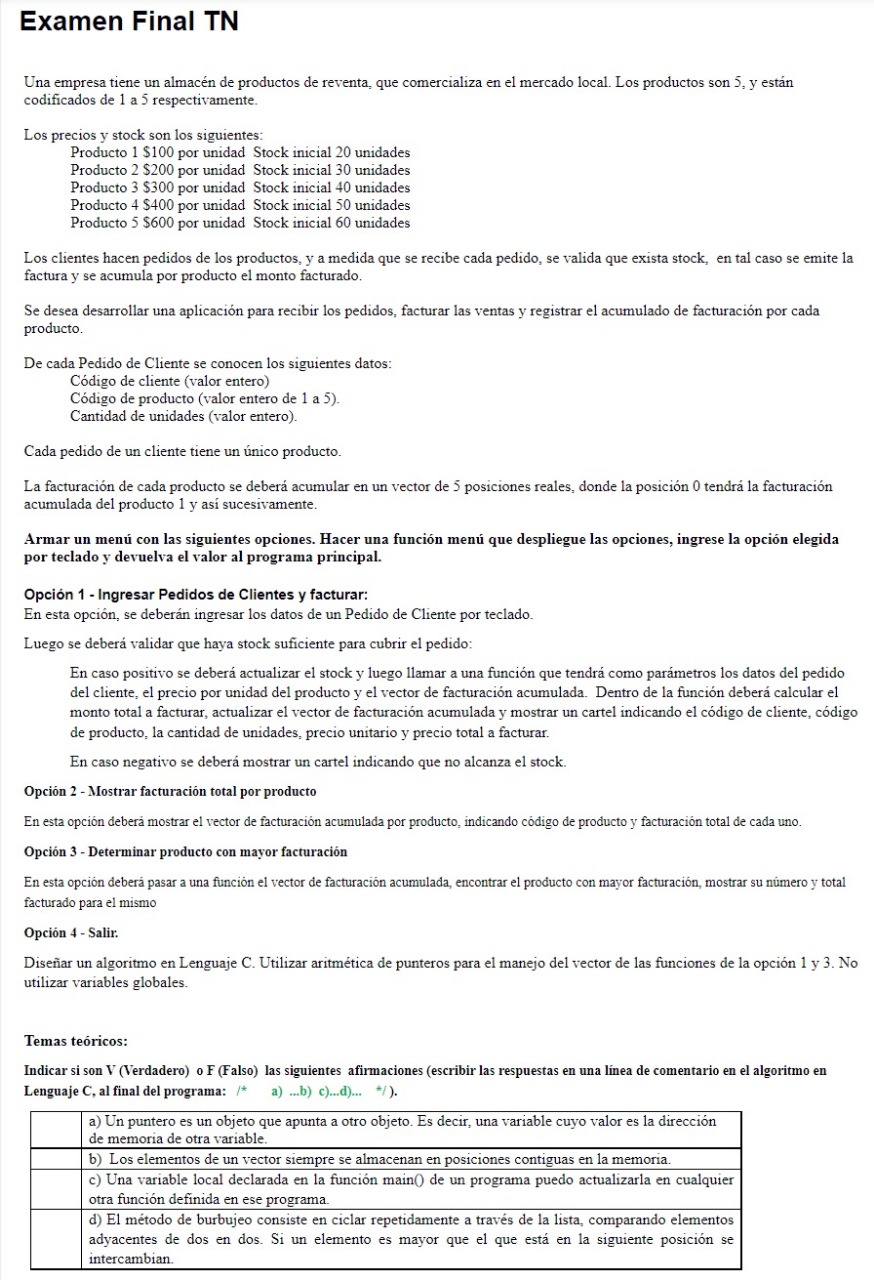 Examen Final TN
Una empresa tiene un almacén de productos de reventa, que comercializa en el mercado local. Los productos son 5, y están
codificados de 1 a 5 respectivamente.
Los precios y stock son los siguientes:
Producto 1 $100 por unidad Stock inicial 20 unidades
Producto 2 $200 por unidad Stock inicial 30 unidades
Producto 3 $300 por unidad Stock inicial 40 unidades
Producto 4 $400 por unidad Stock inicial 50 unidades
Producto 5 $600 por unidad Stock inicial 60 unidades
Los clientes hacen pedidos de los productos, y a medida que se recibe cada pedido, se valida que exista stock, en tal caso se emite la
factura y se acumula por producto el monto facturado.
Se desea desarrollar una aplicación para recibir los pedidos, facturar las ventas y registrar el acumulado de facturación por cada
producto.
De cada Pedido de Cliente se conocen los siguientes datos:
Código de cliente (valor entero)
Código de producto (valor entero de 1 a 5).
Cantidad de unidades (valor entero).
Cada pedido de un cliente tiene un único producto.
La facturación de cada producto se deberá acumular en un vector de 5 posiciones reales, donde la posición 0 tendrá la facturación
acumulada del producto 1 y así sucesivamente.
Armar un menú con las siguientes opciones. Hacer una función menú que despliegue las opciones, ingrese la opción elegida
por teclado y devuelva el valor al programa principal.
Opción 1 - Ingresar Pedidos de Clientes y facturar:
En esta opción, se deberán ingresar los datos de un Pedido de Cliente por teclado.
Luego se deberá validar que haya stock suficiente para cubrir el pedido:
En caso positivo se deberá actualizar el stock y luego llamar a una función que tendrá como parámetros los datos del pedido
del cliente, el precio por unidad del producto y el vector de facturación acumulada. Dentro de la función deberá calcular el
monto total a facturar, actualizar el vector de facturación acumulada y mostrar un cartel indicando el código de cliente, código
de producto, la cantidad de unidades, precio unitario y precio total a facturar.
En caso negativo se deberá mostrar un cartel indicando que no alcanza el stock.
Opción 2 - Mostrar facturación total por producto
En esta opción deberá mostrar el vector de facturación acumulada por producto, indicando código de producto y facturación total de cada uno.
Opción 3 - Determinar producto con mayor facturación
En esta opción deberá pasar a una función el vector de facturación acumulada, encontrar el producto con mayor facturación, mostrar su número y total
facturado para el mismo
Opción 4 - Salir.
Diseñar un algoritmo en Lenguaje C. Utilizar aritmética de punteros para el manejo del vector de las funciones de la opción 1 y 3. No
utilizar variables globales.
Temas teóricos:
Indicar si son V (Verdadero) o F (Falso) las siguientes afirmaciones (escribir las respuestas en una línea de comentario en el algoritmo en
Lenguaje C, al final del programa: /* a) ...b) c)...d)... */ ).
a) Un puntero es un objeto que apunta a otro objeto. Es decir, una variable cuyo valor es la dirección
de memoria de otra variable.
b) Los elementos de un vector siempre se almacenan en posiciones contiguas en la memoria.
c) Una variable local declarada en la función main() de un programa puedo actualizarla en cualquier
otra función definida en ese programa.
d) El método de burbujeo consiste en ciclar repetidamente a través de la lista, comparando elementos
adyacentes de dos en dos. Si un elemento es mayor que el que está en la siguiente posición se
intercambian.